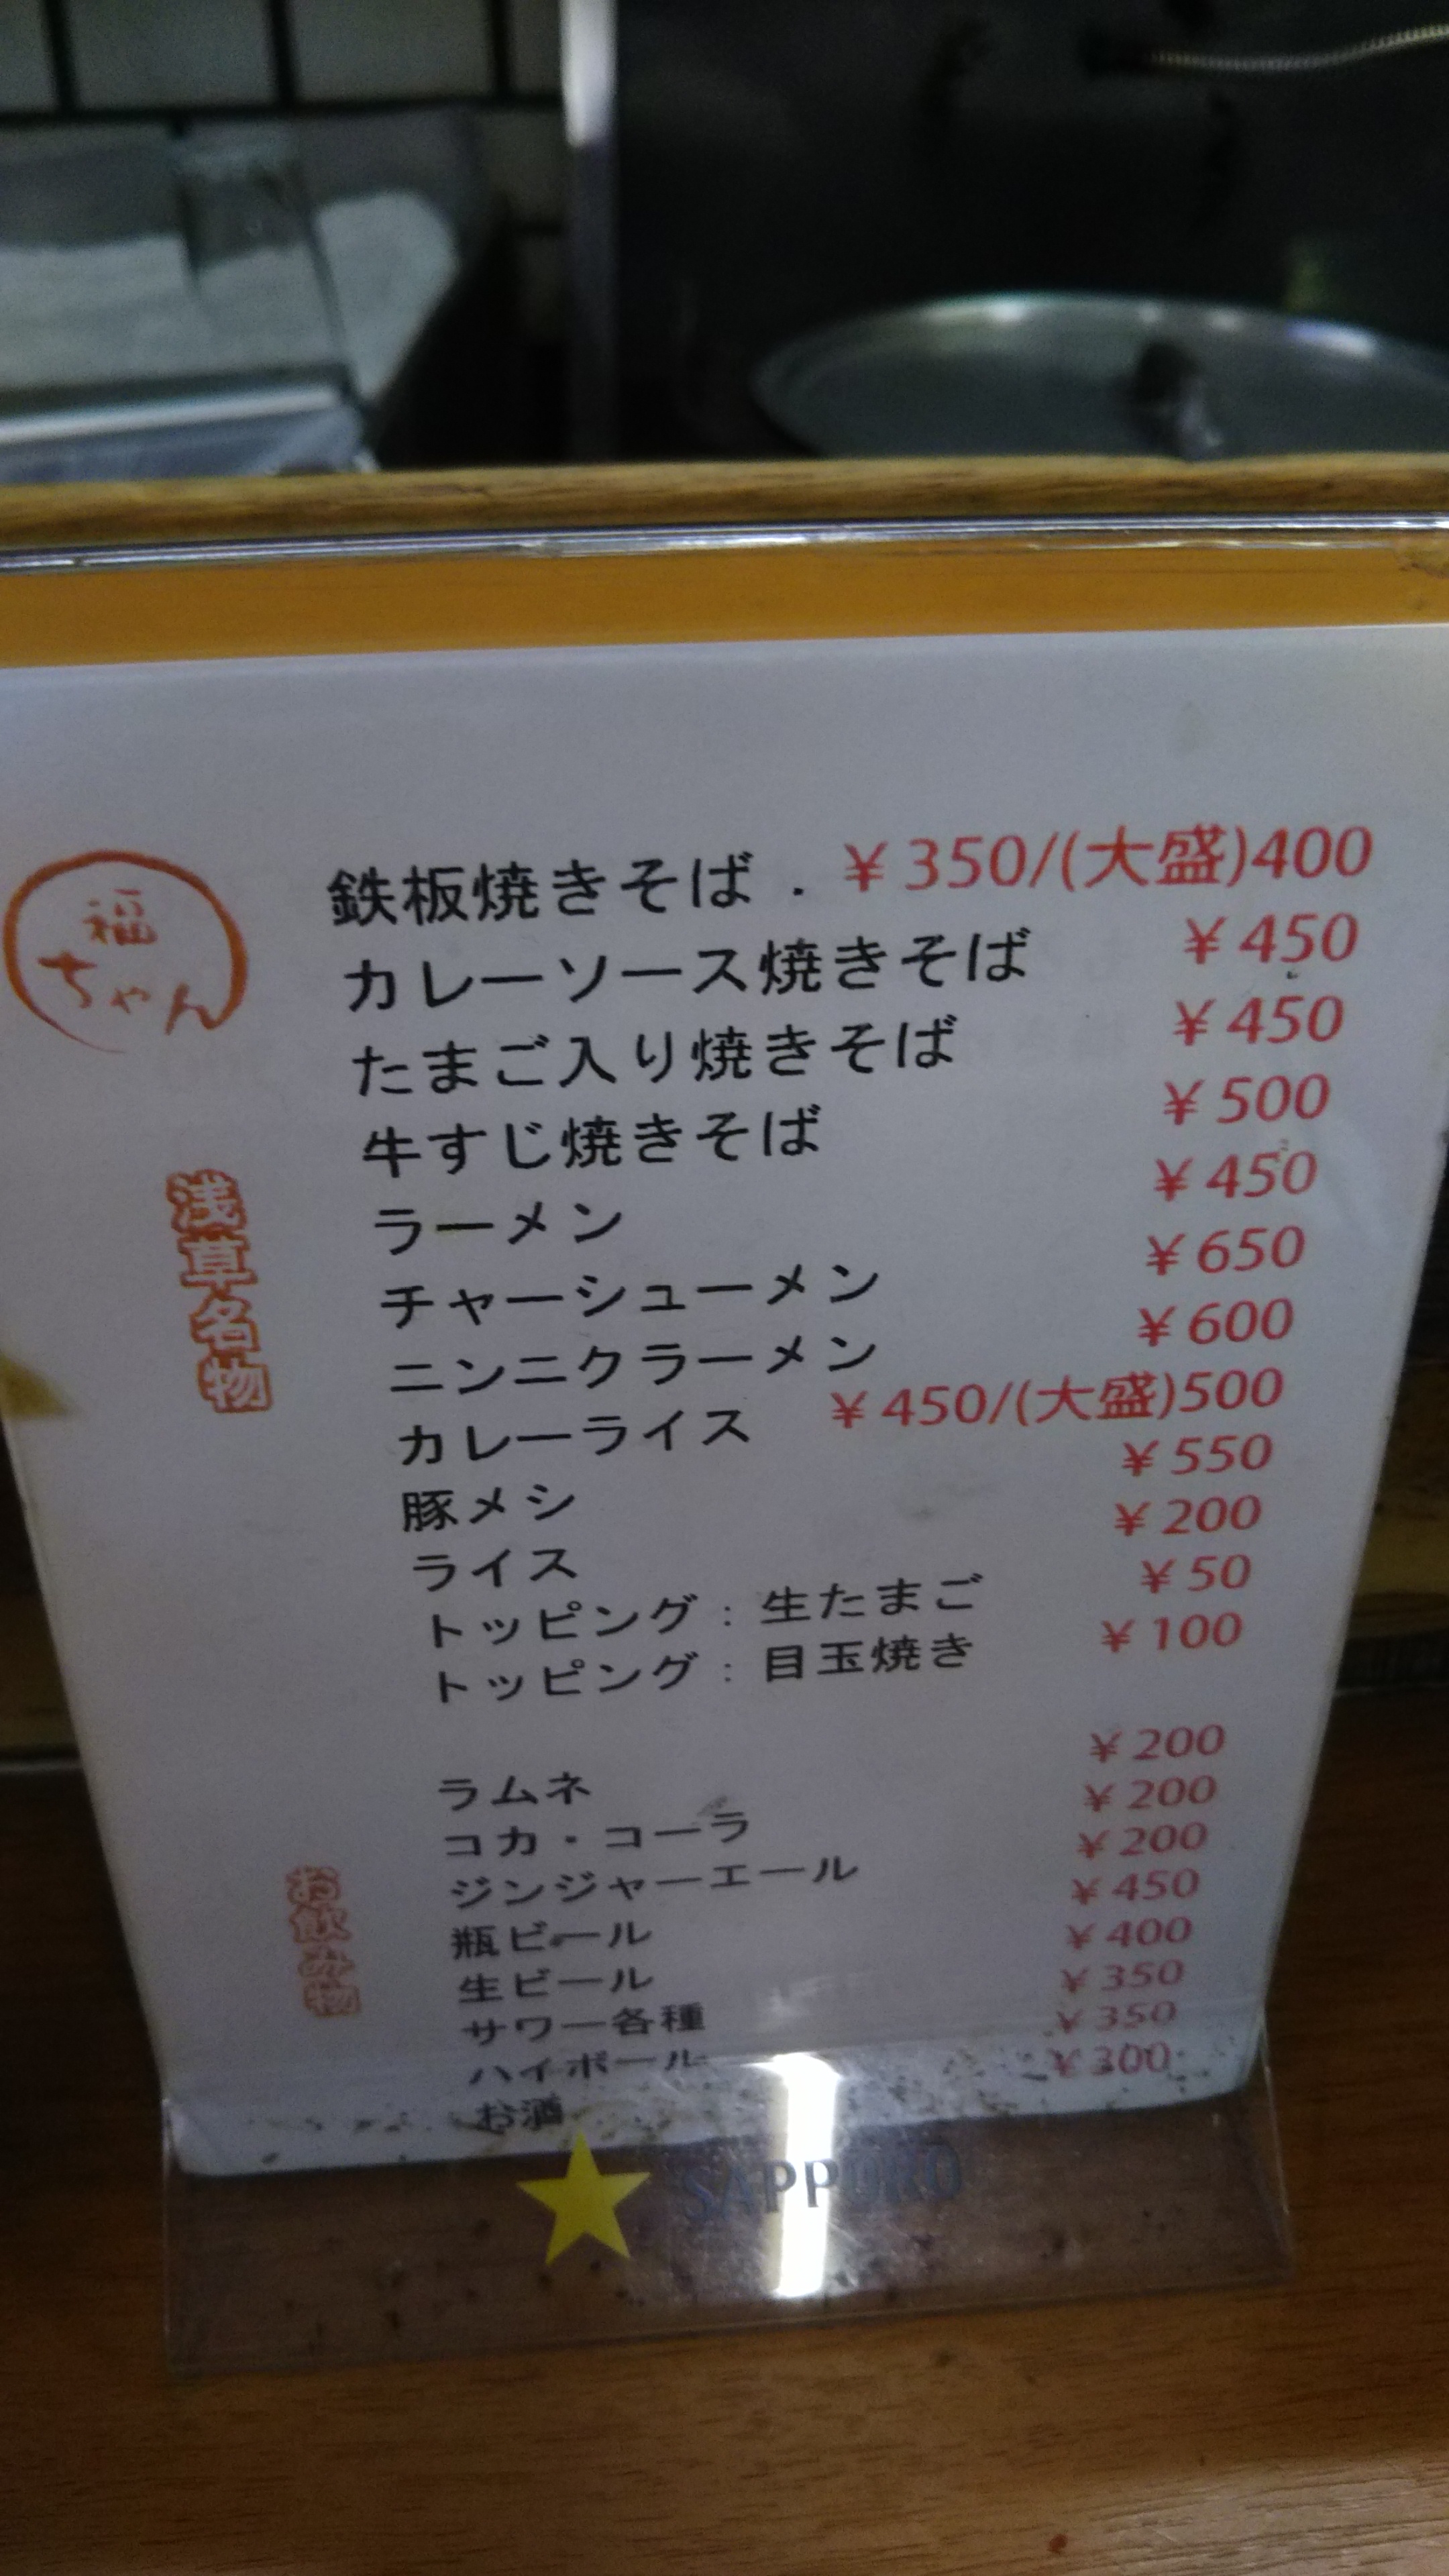 福
ちゃん
浅草名物
鉄板焼きそば . ¥350/(大盛)400
カレーソース焼きそば ¥450
たまご入り焼きそば ¥450
牛すじ焼きそば ¥500
ラーメン ¥450
チャーシューメン ¥650
ニンニクラーメン ¥600
カレーライス ¥450/(大盛)500
豚メシ ¥550
ライス ¥200
トッピング:生たまご ¥50
トッピング:目玉焼き ¥100
お飲み物
ラムネ ¥200
コカ・コーラ ¥200
ジンジャーエール ¥200
瓶ビール ¥450
生ビール ¥400
サワー各種 ¥350
ハイボール ¥350
お酒 ¥300
SAPPORO